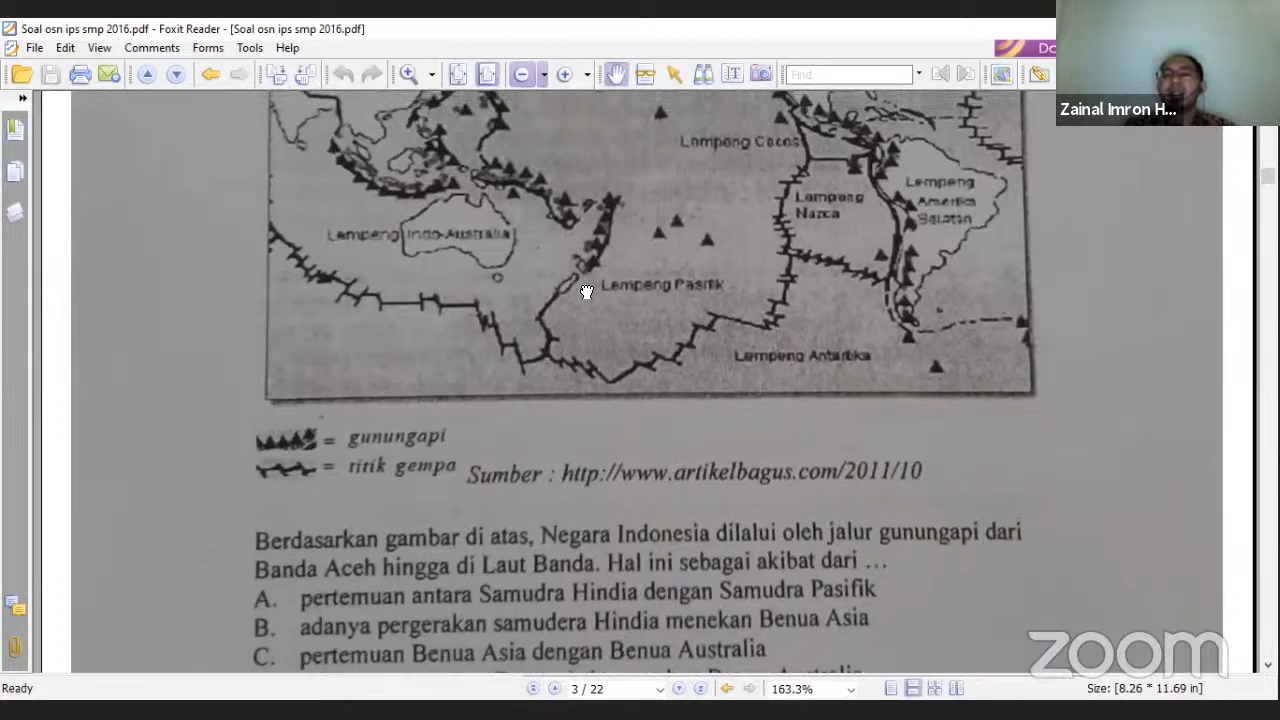 Soal osn ips smp 2016.pdf - Foxit Reader - [Soal osn ips smp 2016.pdf]
File Edit View Comments Forms Tools Help
Do
Find
Zainal Imron H...
Lempeng Cocos
Lempeng Nazca
Lempeng Amerika Selatan
Lempeng Indo-Australia
Lempeng Pasifik
Lempeng Antartika
= gunungapi
= ririk gempa Sumber : http://www.artikelbagus.com/2011/10
Berdasarkan gambar di atas, Negara Indonesia dilalui oleh jalur gunungapi dari
Banda Aceh hingga di Laut Banda. Hal ini sebagai akibat dari ...
A. pertemuan antara Samudra Hindia dengan Samudra Pasifik
B. adanya pergerakan samudera Hindia menekan Benua Asia
C. pertemuan Benua Asia dengan Benua Australia
zoom
Ready 3 / 22 163.3% Size: [8.26 * 11.69 in]